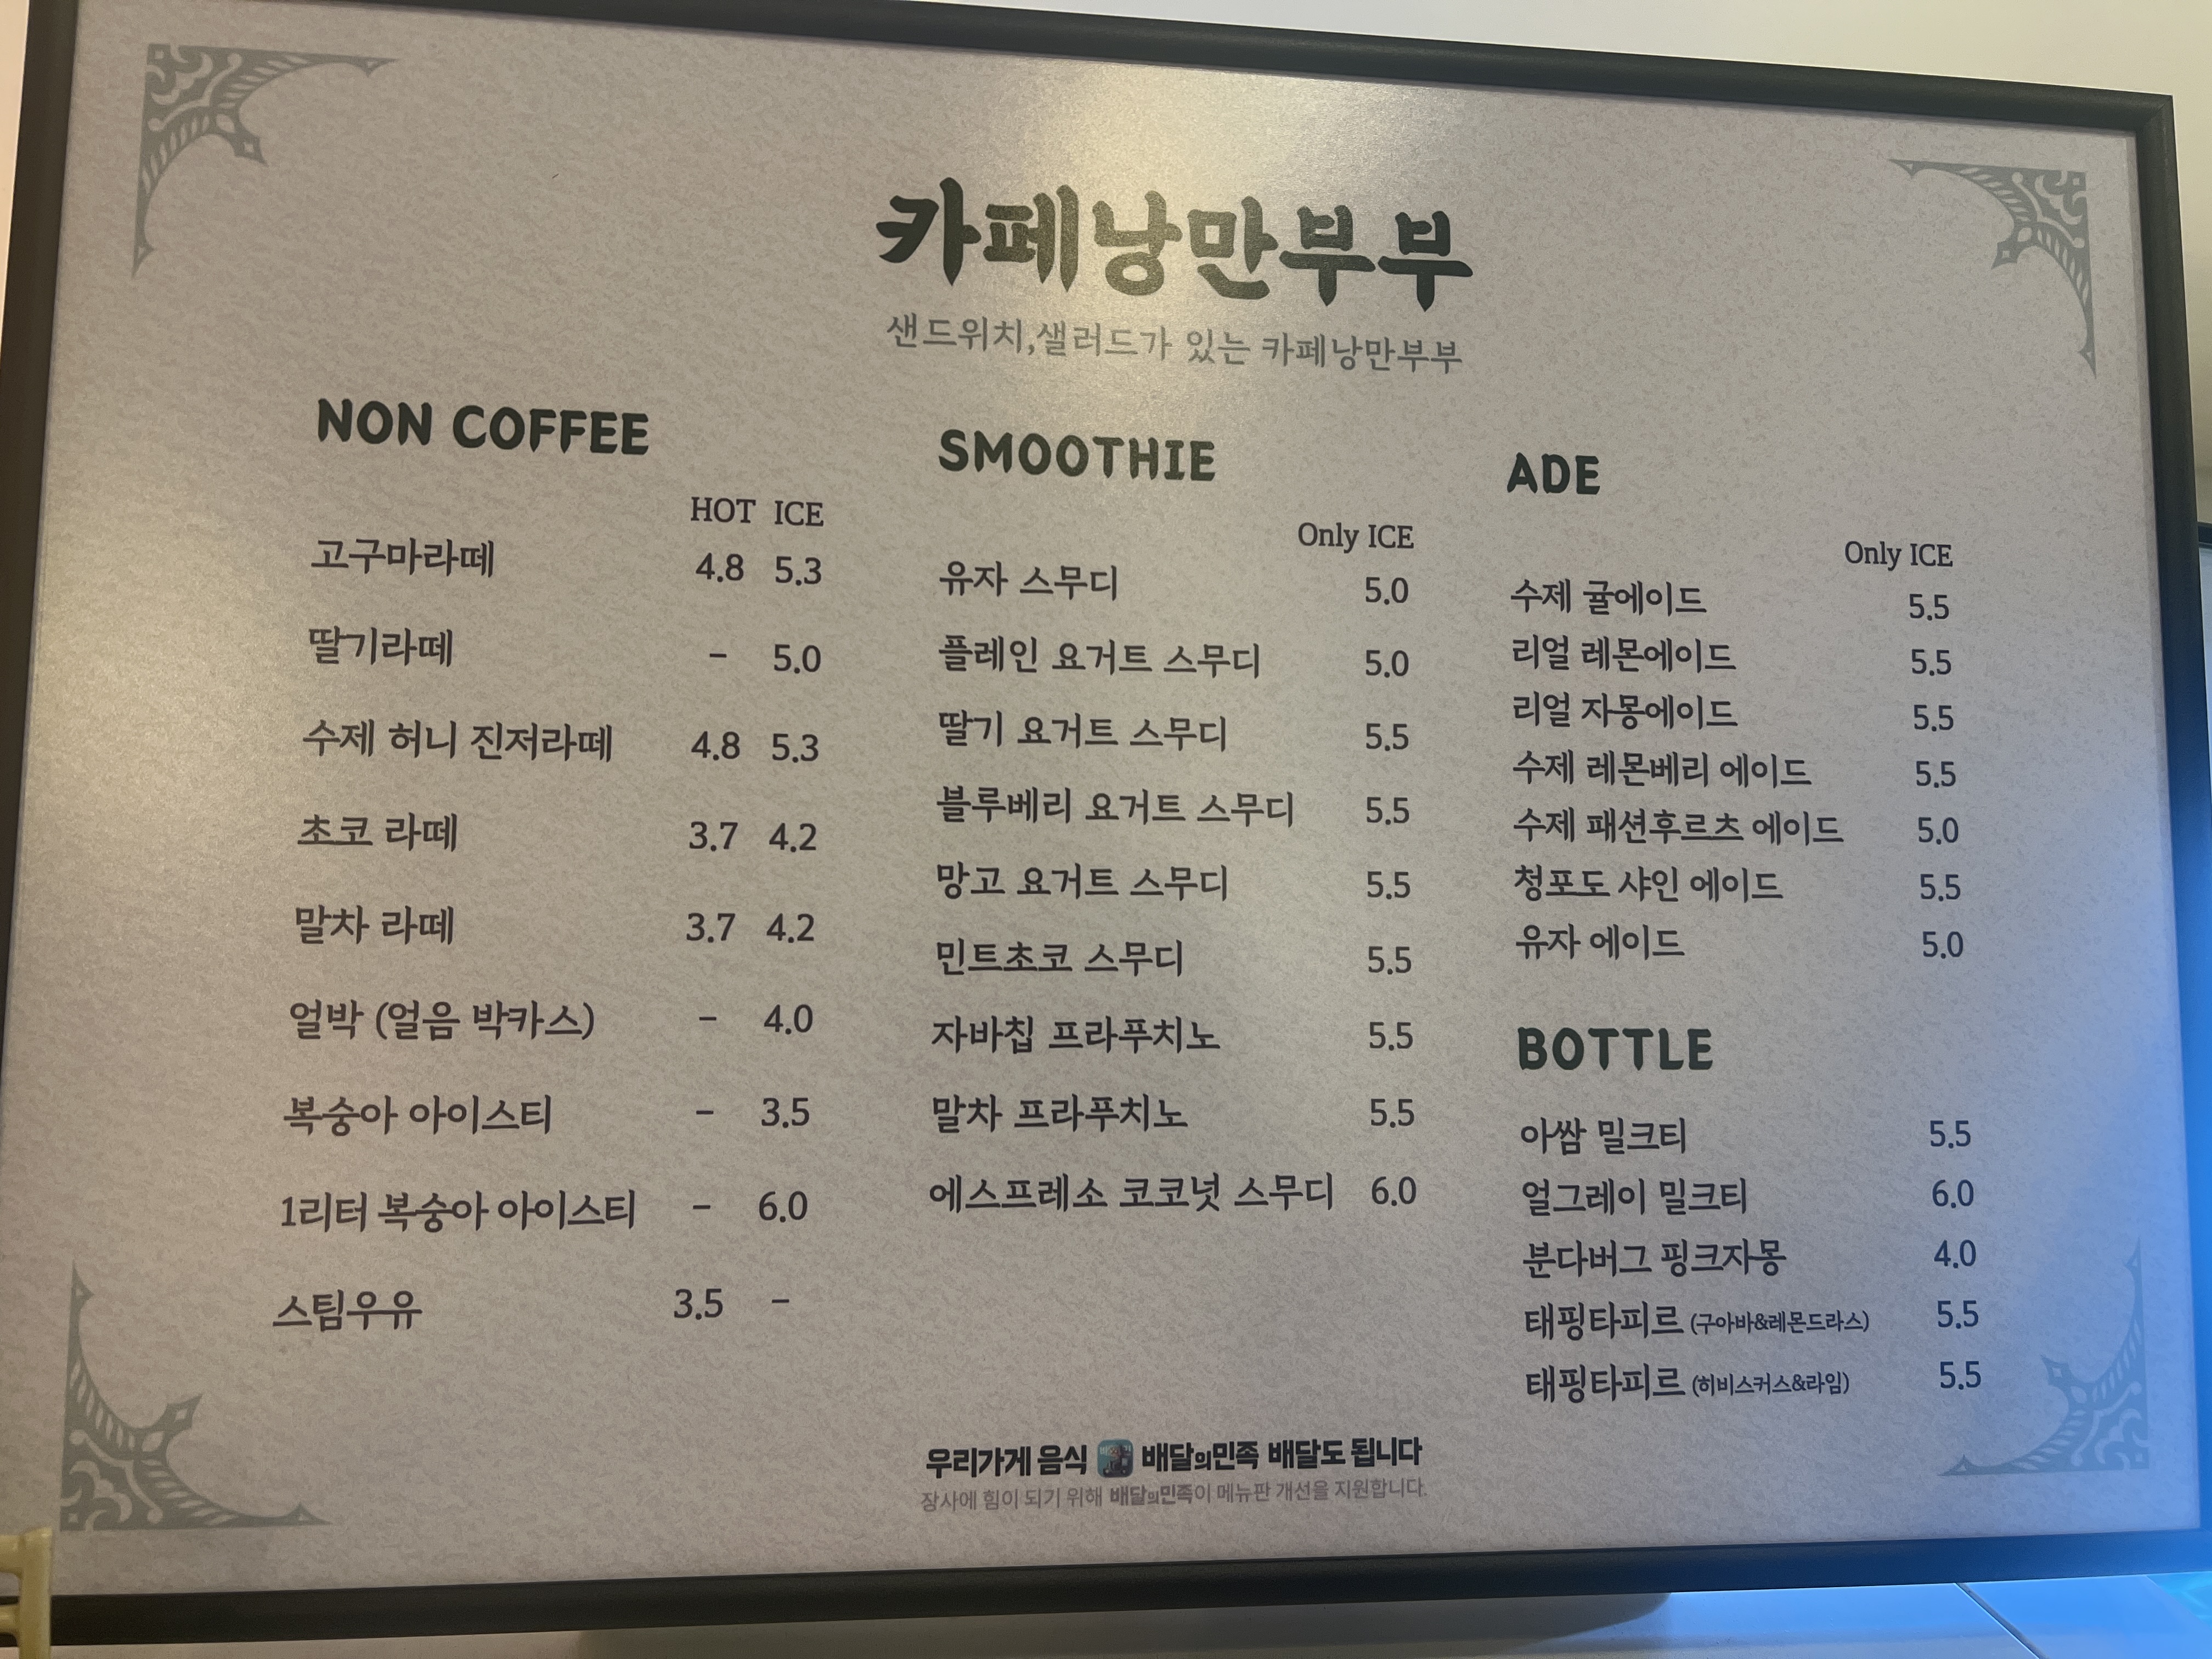 카페낭만부부
샌드위치,샐러드가 있는 카페낭만부부
NON COFFEE
HOT ICE
고구마라떼 4.8 5.3
딸기라떼 - 5.0
수제 허니 진저라떼 4.8 5.3
초코 라떼 3.7 4.2
말차 라떼 3.7 4.2
얼박 (얼음 박카스) - 4.0
복숭아 아이스티 - 3.5
1리터 복숭아 아이스티 - 6.0
스팀우유 3.5 -
SMOOTHIE
Only ICE
유자 스무디 5.0
플레인 요거트 스무디 5.0
딸기 요거트 스무디 5.5
블루베리 요거트 스무디 5.5
망고 요거트 스무디 5.5
민트초코 스무디 5.5
자바칩 프라푸치노 5.5
말차 프라푸치노 5.5
에스프레소 코코넛 스무디 6.0
ADE
Only ICE
수제 귤에이드 5.5
리얼 레몬에이드 5.5
리얼 자몽에이드 5.5
수제 레몬베리 에이드 5.5
수제 패션후르츠 에이드 5.0
청포도 샤인 에이드 5.5
유자 에이드 5.0
BOTTLE
아쌈 밀크티 5.5
얼그레이 밀크티 6.0
분다버그 핑크자몽 4.0
태핑타피르 (구아바&레몬드라스) 5.5
태핑타피르 (히비스커스&라임) 5.5
우리가게 음식 배달의민족 배달도 됩니다
장사에 힘이 되기 위해 배달의민족이 메뉴판 개선을 지원합니다.